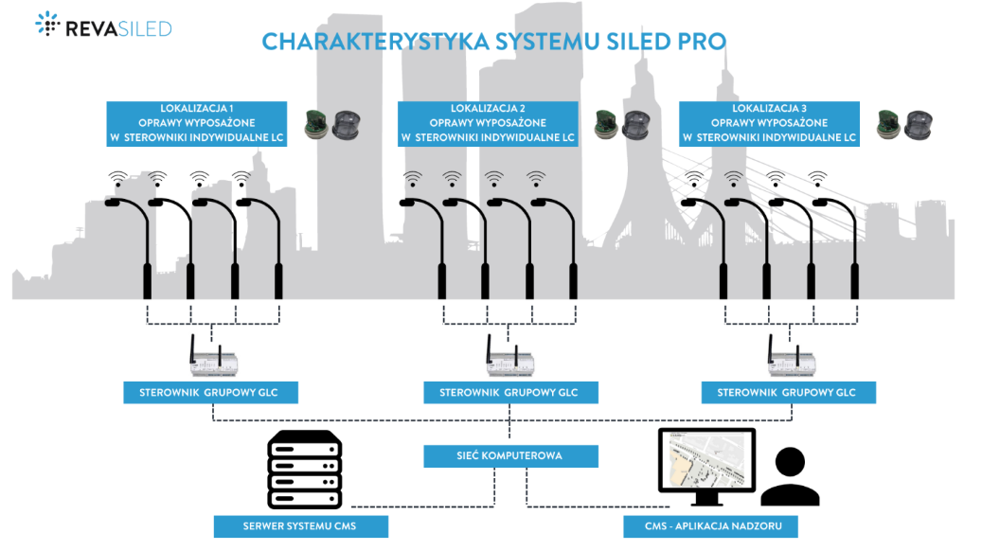 REVASILED
CHARAKTERYSTYKA SYSTEMU SILED PRO
LOKALIZACJA 1
OPRAWY WYPOSAŻONE
W STEROWNIKI INDYWIDUALNE LC
LOKALIZACJA 2
OPRAWY WYPOSAŻONE
W STEROWNIKI INDYWIDUALNE LC
LOKALIZACJA 3
OPRAWY WYPOSAŻONE
W STEROWNIKI INDYWIDUALNE LC
STEROWNIK GRUPOWY GLC
STEROWNIK GRUPOWY GLC
STEROWNIK GRUPOWY GLC
SIEĆ KOMPUTEROWA
SERWER SYSTEMU CMS
CMS - APLIKACJA NADZORU